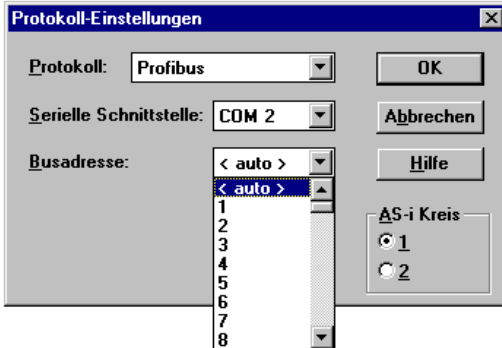 Protokoll-Einstellungen
Protokoll: Profibus
OK
Serielle Schnittstelle: COM 2
Abbrechen
Busadresse: < auto >
Hilfe
< auto >
1
2
3
4
5
6
7
8
AS-i Kreis
1
2